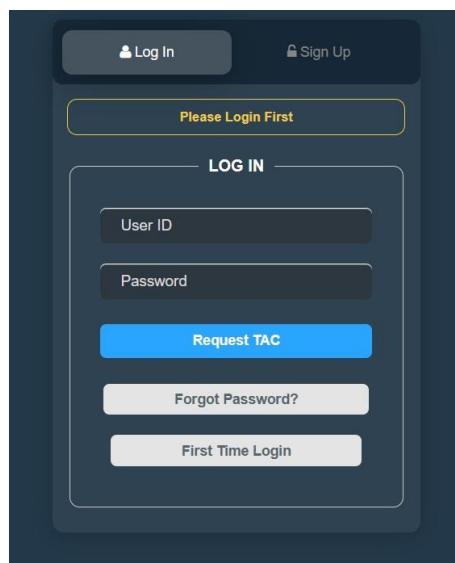 Log In
Sign Up
Please Login First
LOG IN
User ID
Password
Request TAC
Forgot Password?
First Time Login